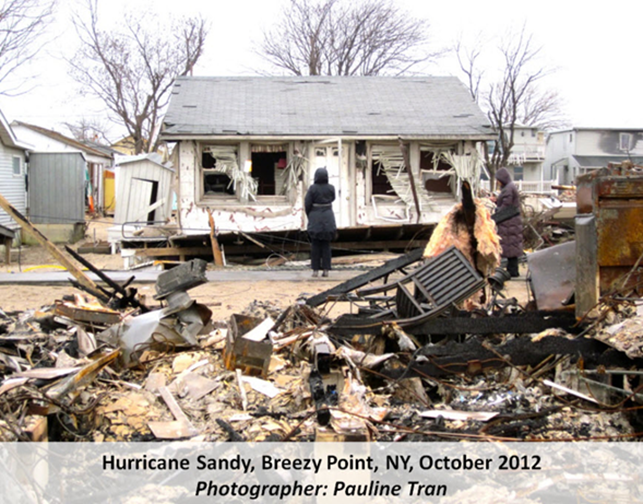 Hurricane Sandy, Breezy Point, NY, October 2012
Photographer: Pauline Tran